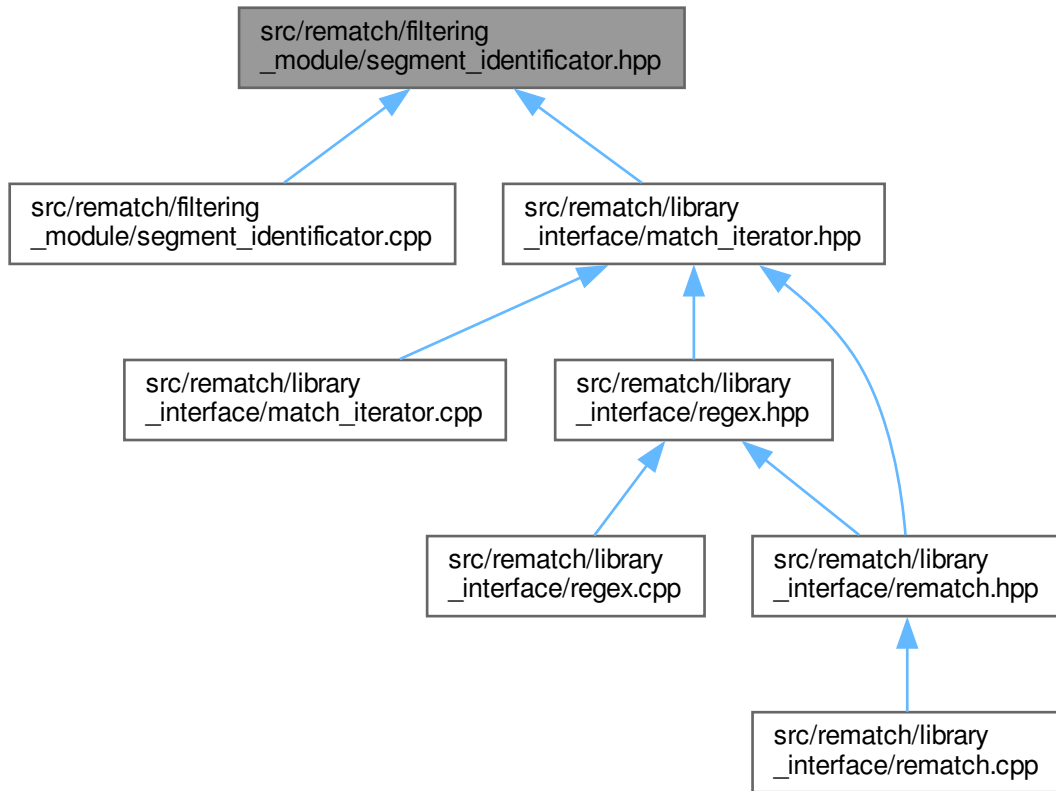 src/rematch/filtering
_module/segment_identificator.hpp
src/rematch/filtering
_module/segment_identificator.cpp
src/rematch/library
_interface/match_iterator.hpp
src/rematch/library
_interface/match_iterator.cpp
src/rematch/library
_interface/regex.hpp
src/rematch/library
_interface/regex.cpp
src/rematch/library
_interface/rematch.hpp
src/rematch/library
_interface/rematch.cpp